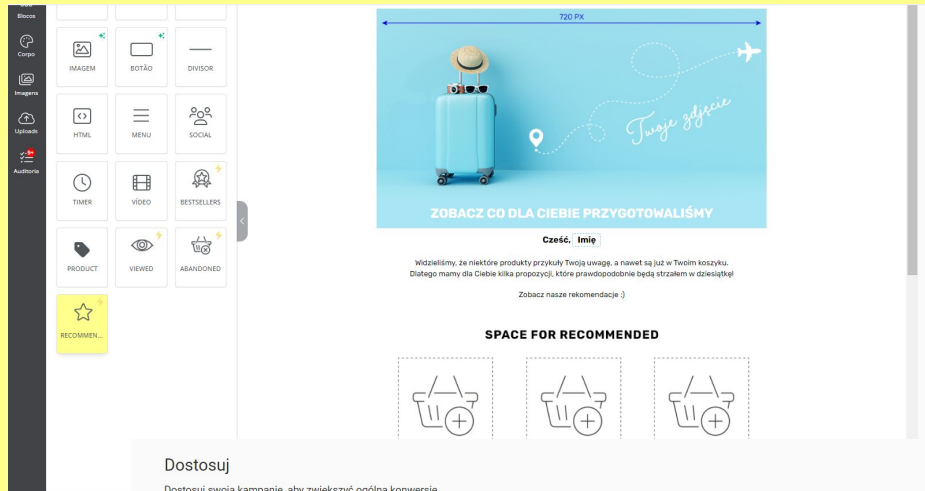 Blocos
Corpo
Imagens
Uploads
9+
Auditoria
IMAGEM
BOTÃO
DIVISOR
HTML
MENU
SOCIAL
TIMER
VÍDEO
BESTSELLERS
PRODUCT
VIEWED
ABANDONED
RECOMMEN...
720 PX
Twoje zdjęcie
ZOBACZ CO DLA CIEBIE PRZYGOTOWALIŚMY
Cześć, Imię
Widzieliśmy, że niektóre produkty przykuły Twoją uwagę, a nawet są już w Twoim koszyku.
Dlatego mamy dla Ciebie kilka propozycji, które prawdopodobnie będą strzałem w dziesiątkę!
Zobacz nasze rekomendacje :)
SPACE FOR RECOMMENDED
Dostosuj
Dostosuj swoją kampanię, aby zwiększyć ogólną konwersję